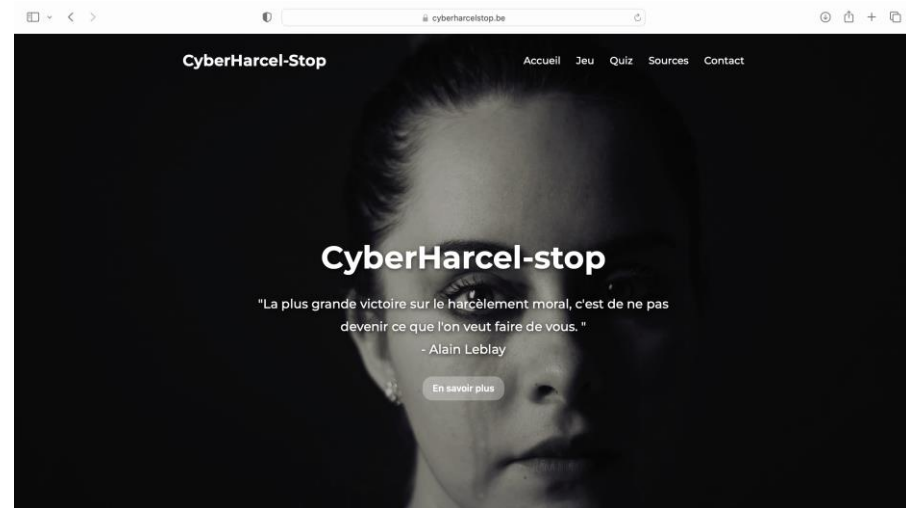 cyberharcelstop.be
CyberHarcel-Stop
Accueil Jeu Quiz Sources Contact
CyberHarcel-stop
"La plus grande victoire sur le harcèlement moral, c'est de ne pas
devenir ce que l'on veut faire de vous. "
- Alain Leblay
En savoir plus